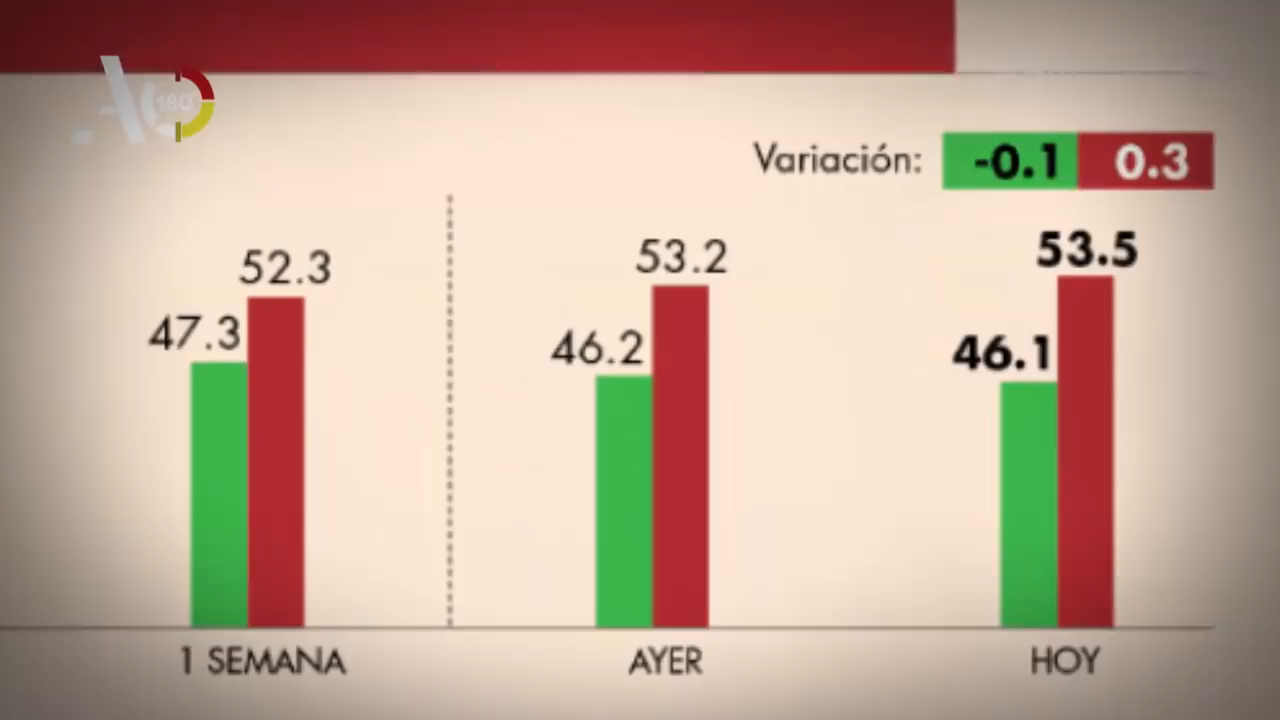 180°
Variación: -0.1 0.3
52.3 53.2 53.5
47.3 46.2 46.1
1 SEMANA AYER HOY